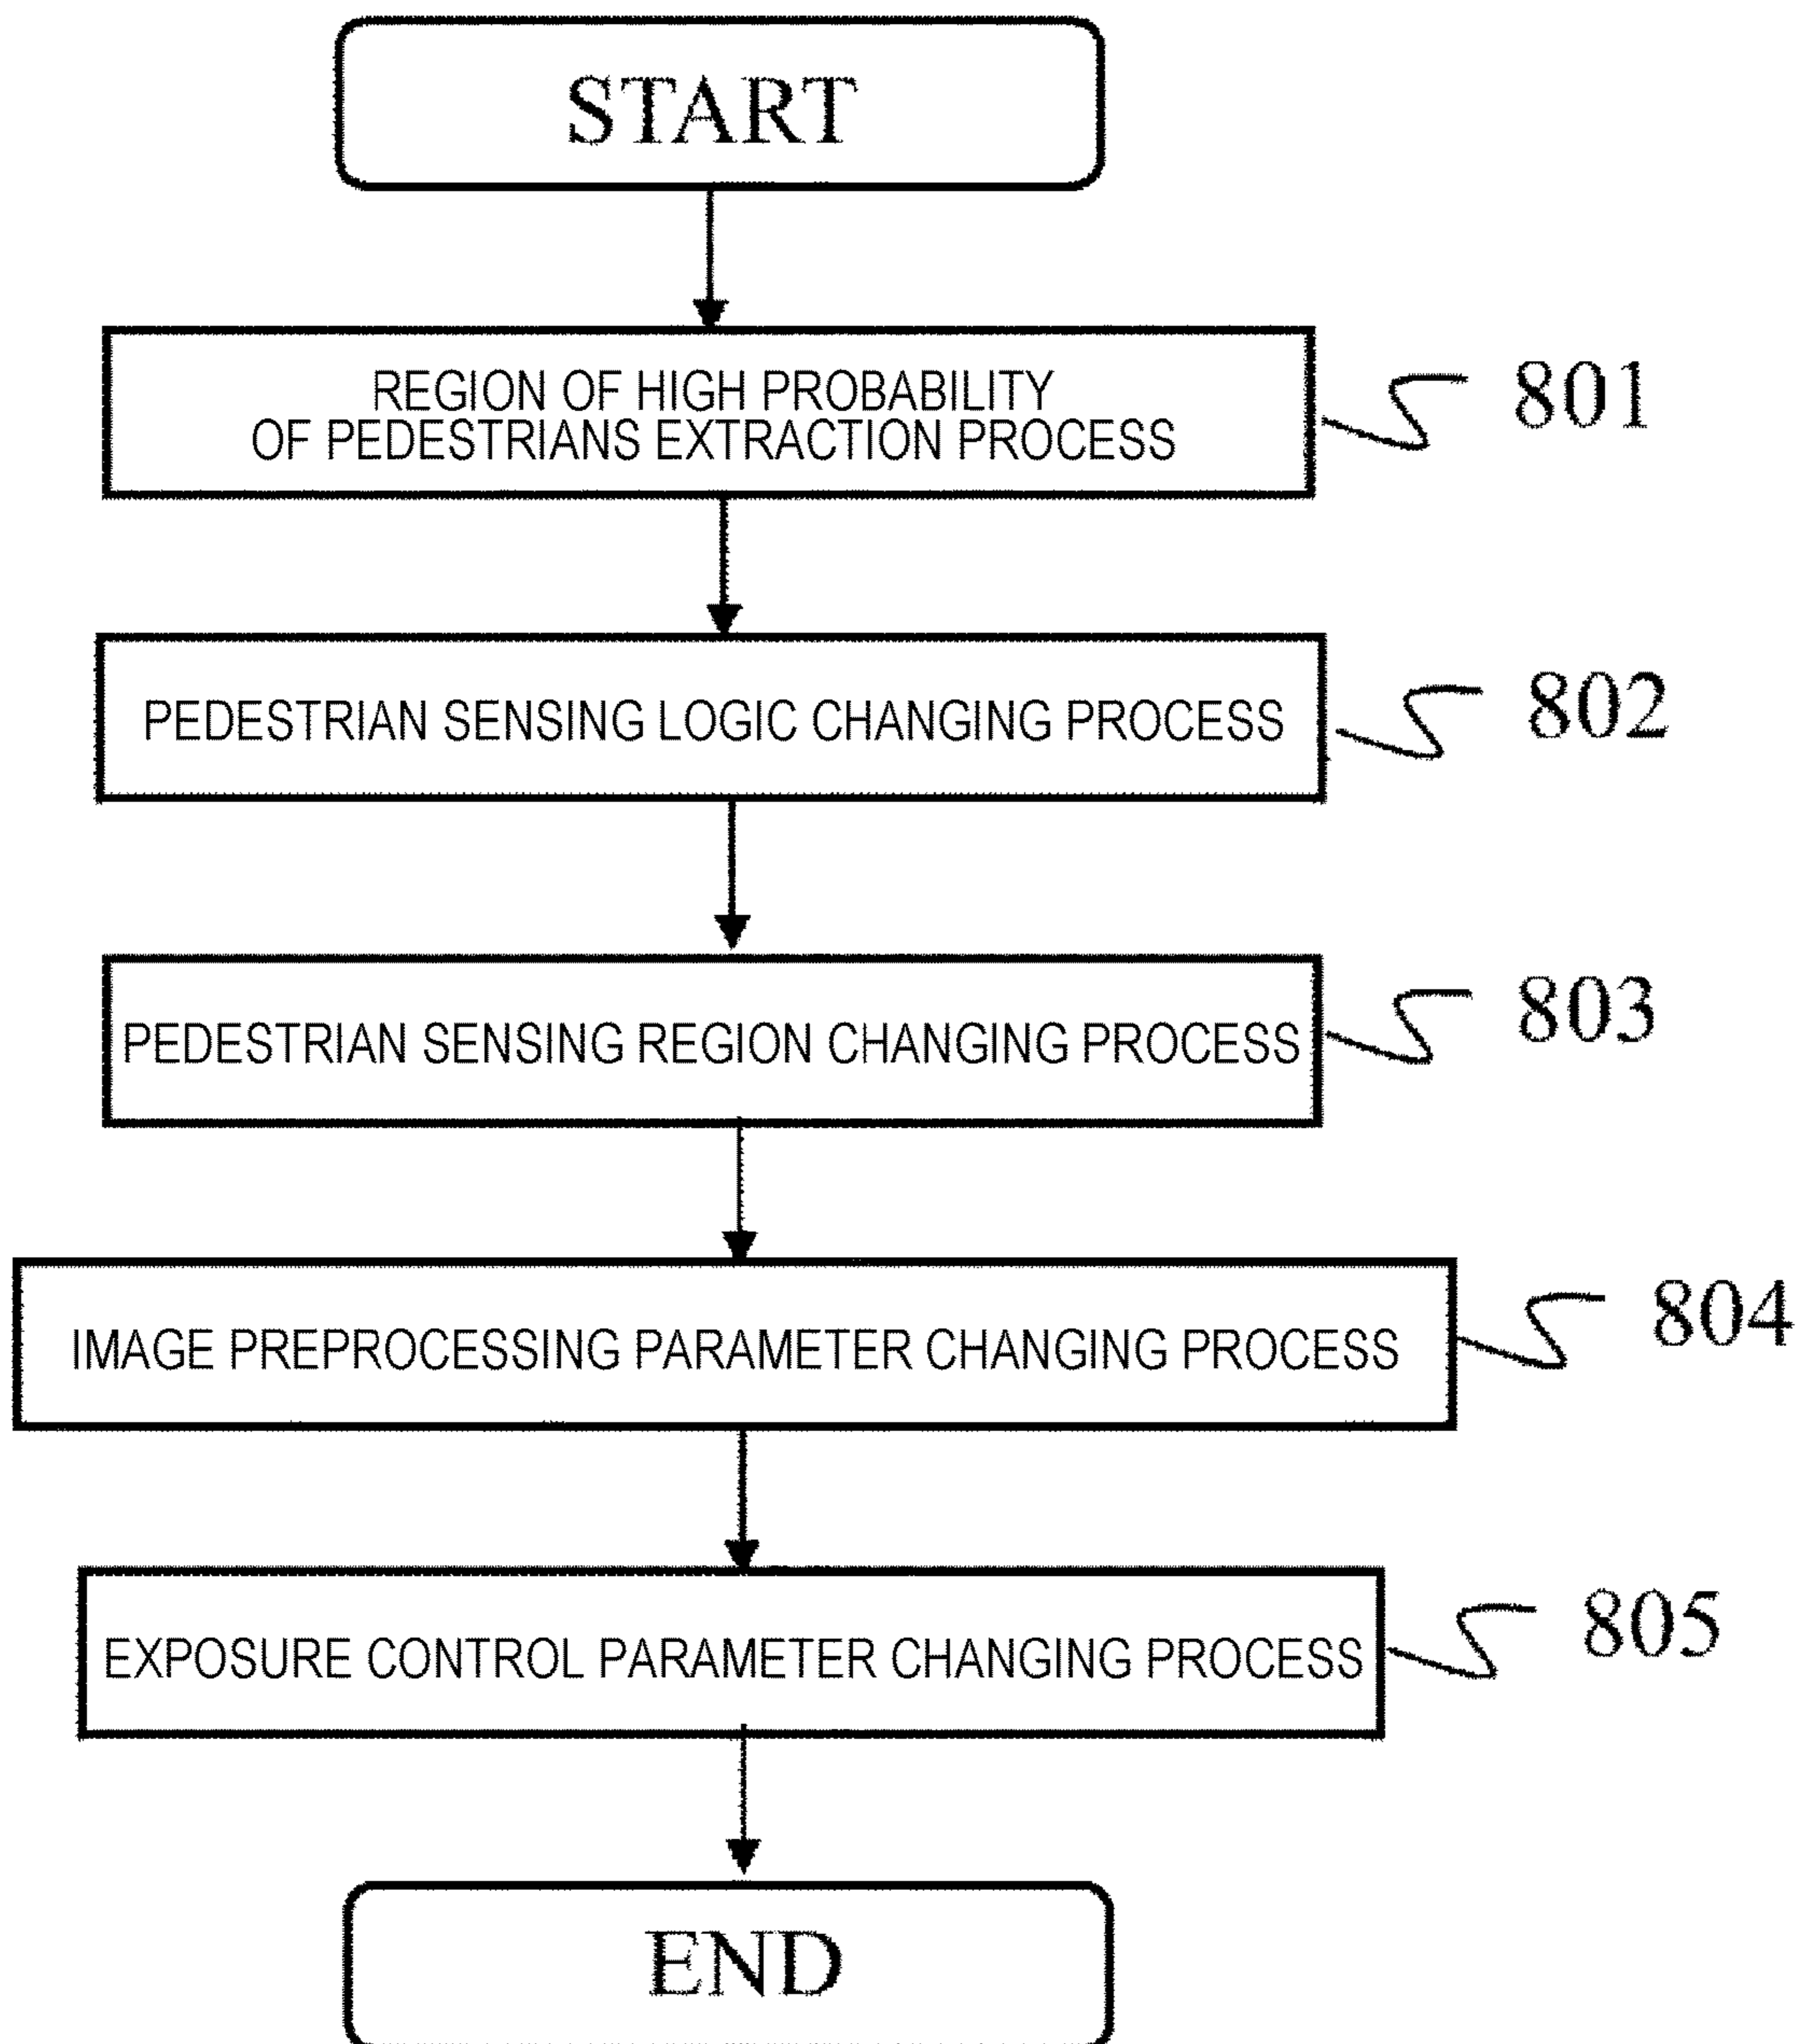 START
REGION OF HIGH PROBABILITY
OF PEDESTRIANS EXTRACTION PROCESS
801
PEDESTRIAN SENSING LOGIC CHANGING PROCESS
802
PEDESTRIAN SENSING REGION CHANGING PROCESS
803
IMAGE PREPROCESSING PARAMETER CHANGING PROCESS
804
EXPOSURE CONTROL PARAMETER CHANGING PROCESS
805
END